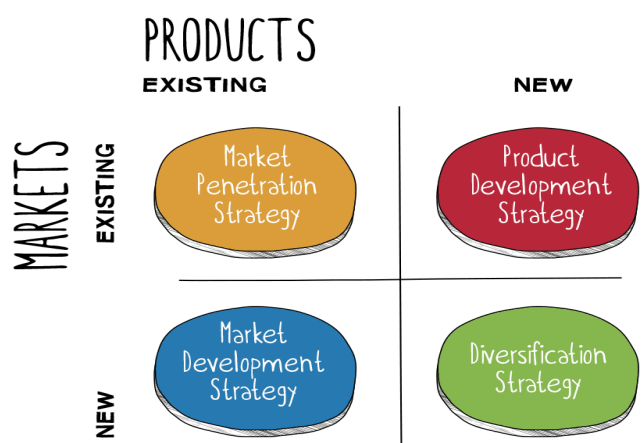 PRODUCTS
EXISTING
NEW
MARKETS
EXISTING
Market
Penetration
Strategy
Product
Development
Strategy
NEW
Market
Development
Strategy
Diversification
Strategy